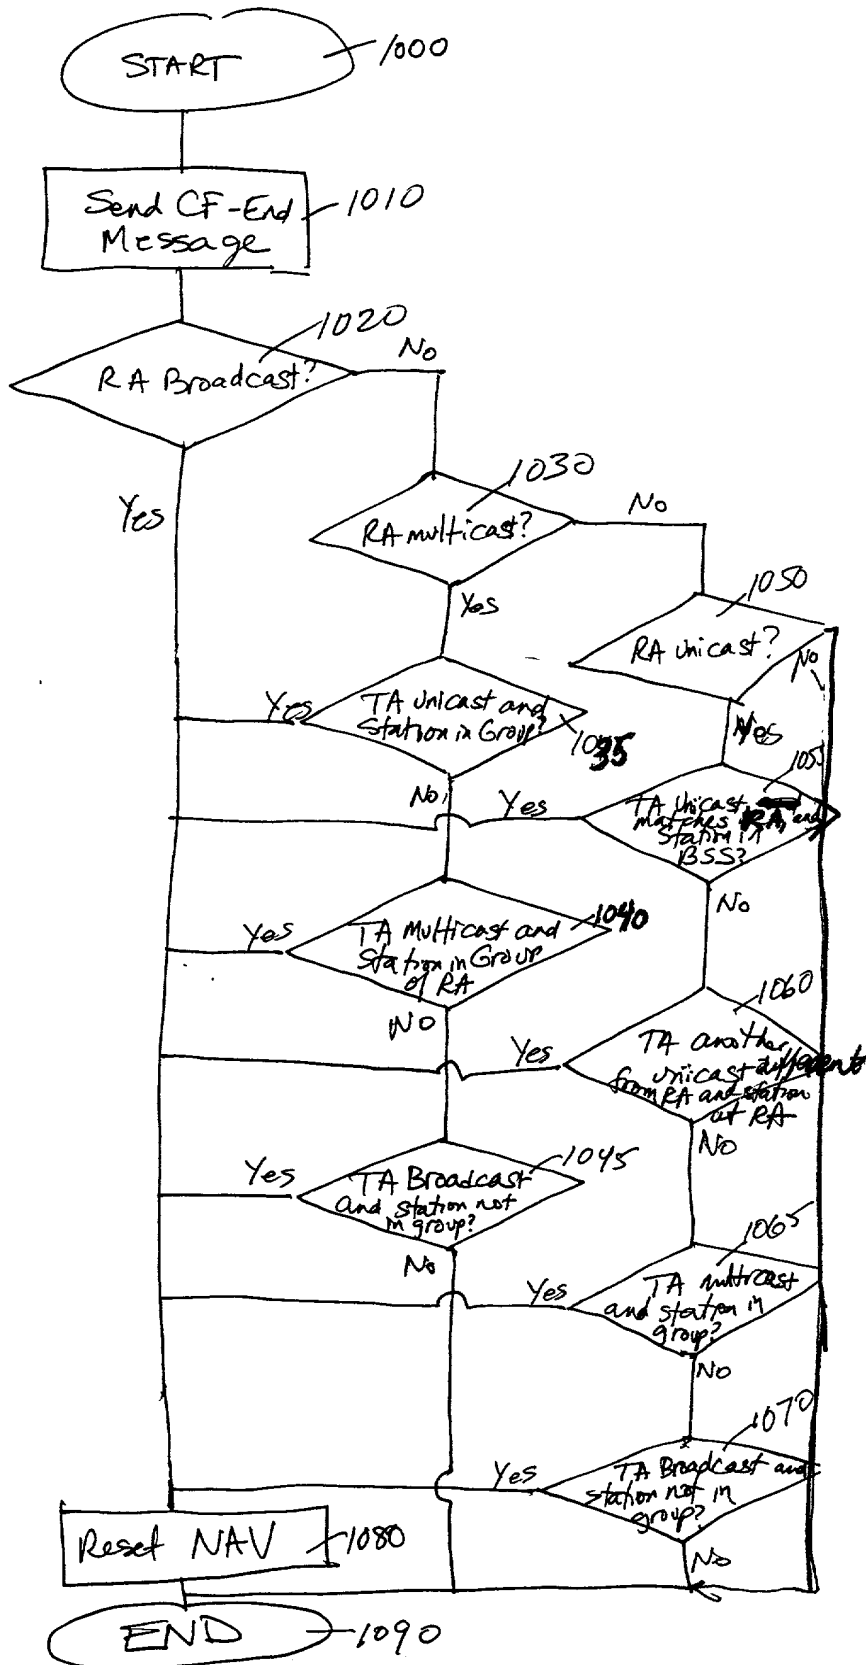 START
1000
Send CF-End
Message
1010
1020
RA Broadcast?
No
Yes
1030
RA multicast?
No
Yes
1050
RA Unicast?
No
Yes
TA Unicast and
Station in Group?
1035
Yes
No
1055
TA Unicast
matches RA, and
Station in
BSS?
Yes
No
TA Multicast and
Station in Group
of RA
1040
Yes
No
1060
TA another
unicast different
from RA and station
at RA
Yes
No
1045
TA Broadcast
and station not
in group?
Yes
No
1065
TA multicast
and station in
group?
Yes
No
1070
TA Broadcast and
station not in
group?
Yes
No
Reset NAV
1080
END
1090